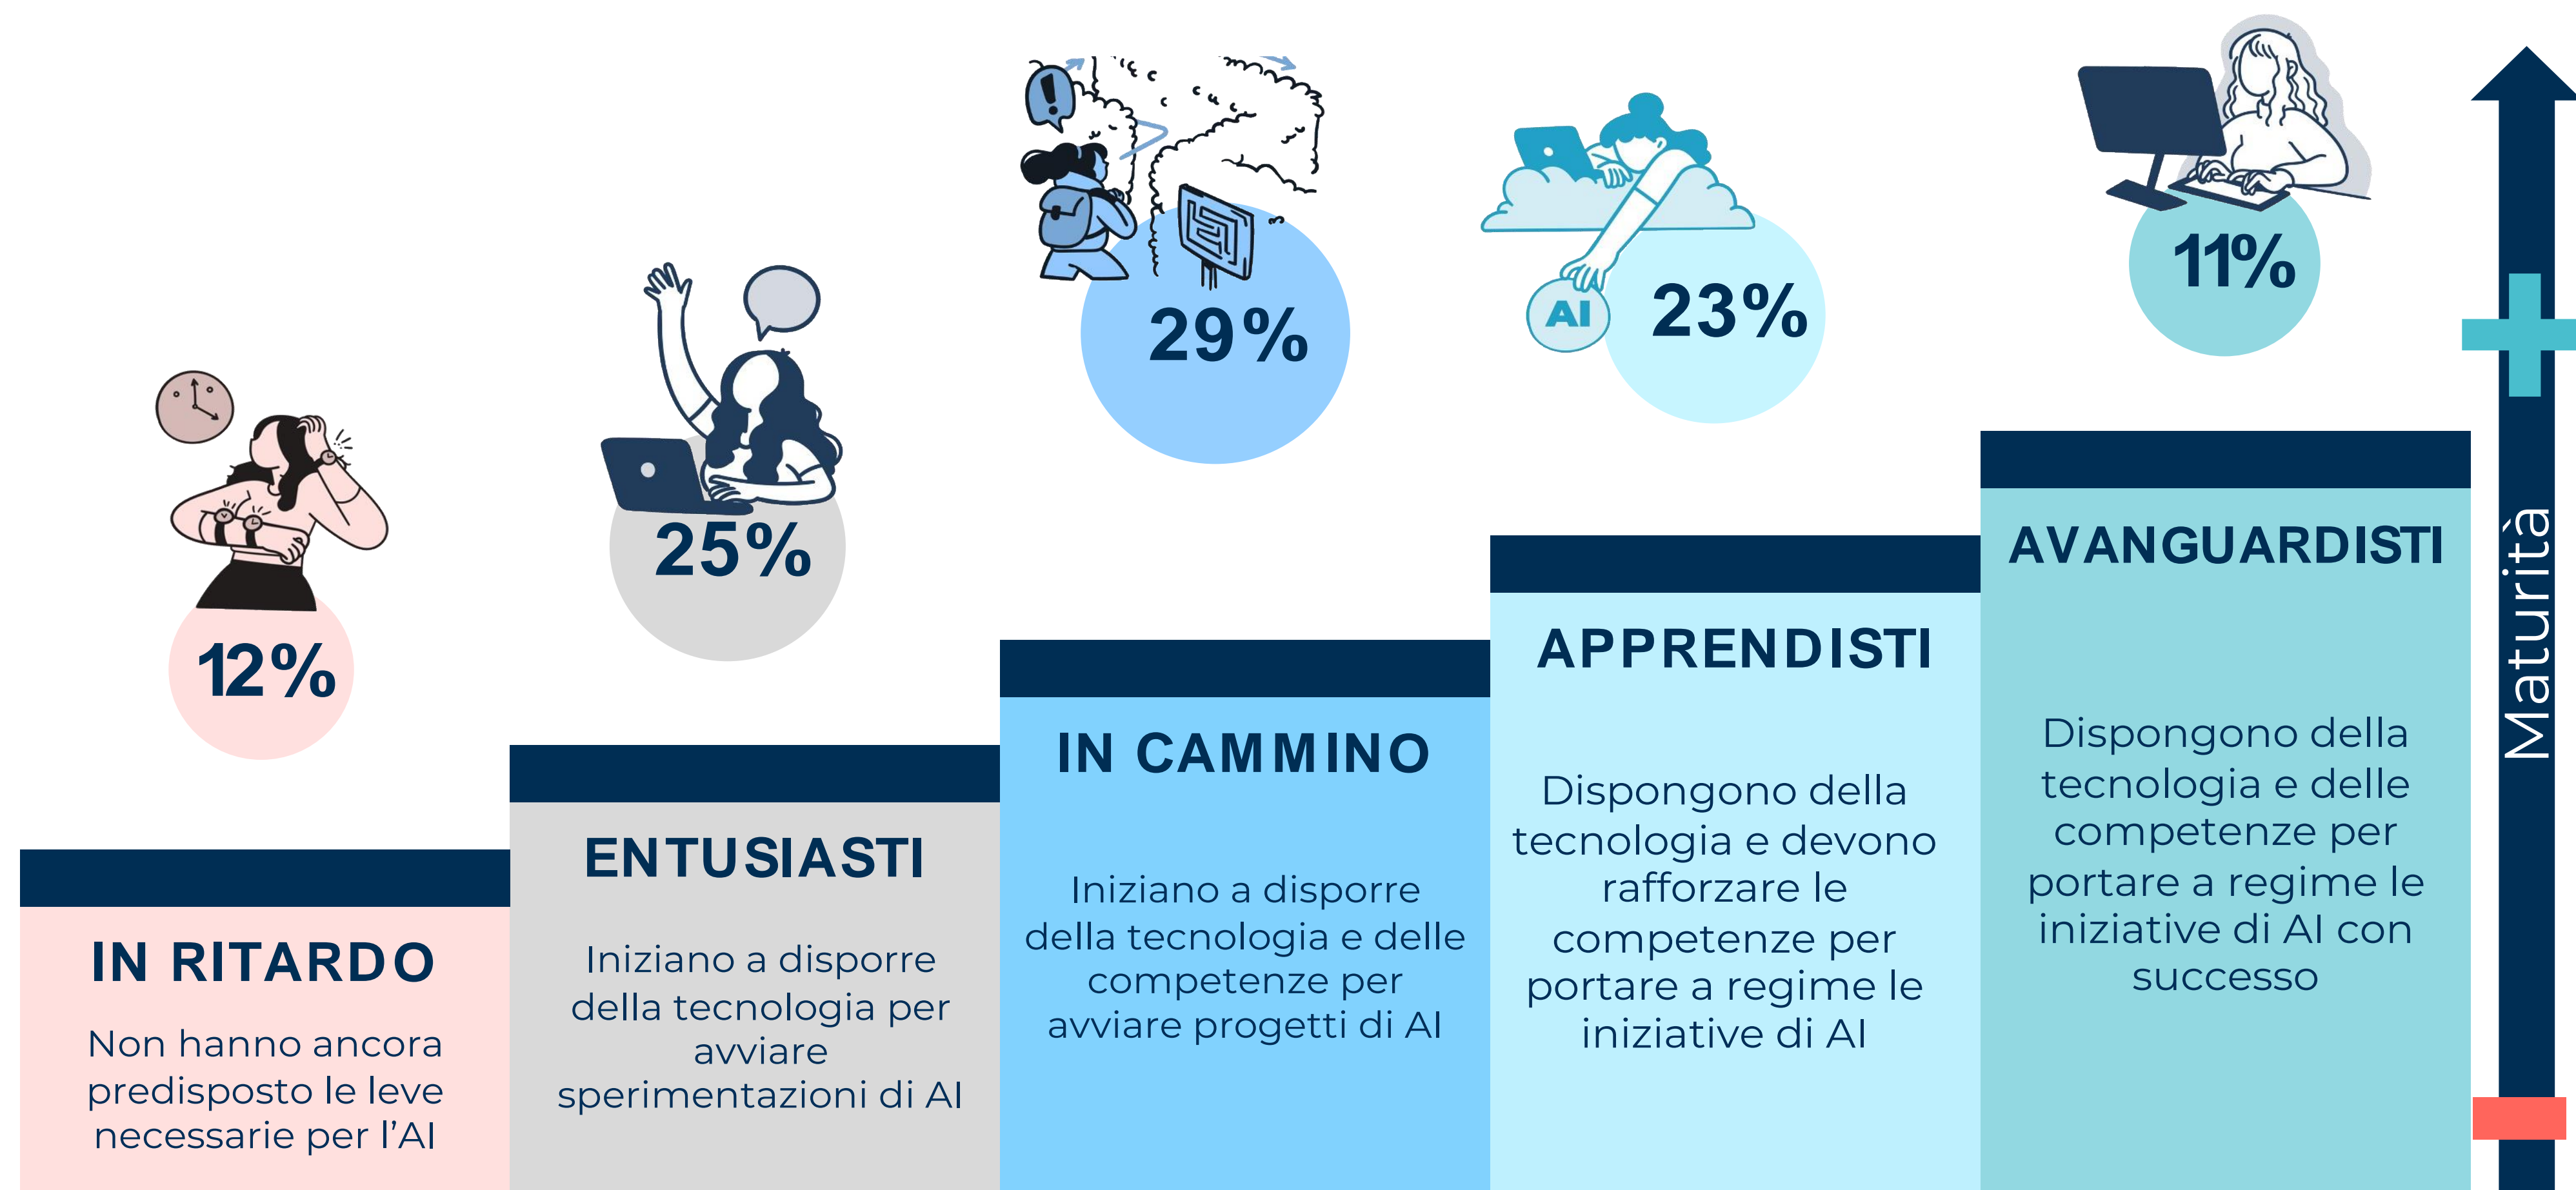 12%
IN RITARDO
Non hanno ancora
predisposto le leve
necessarie per l’AI
25%
ENTUSIASTI
Iniziano a disporre
della tecnologia per
avviare
sperimentazioni di AI
29%
IN CAMMINO
Iniziano a disporre
della tecnologia e delle
competenze per
avviare progetti di AI
AI
23%
APPRENDISTI
Dispongono della
tecnologia e devono
rafforzare le
competenze per
portare a regime le
iniziative di AI
11%
AVANGUARDISTI
Dispongono della
tecnologia e delle
competenze per
portare a regime le
iniziative di AI con
successo
Maturità